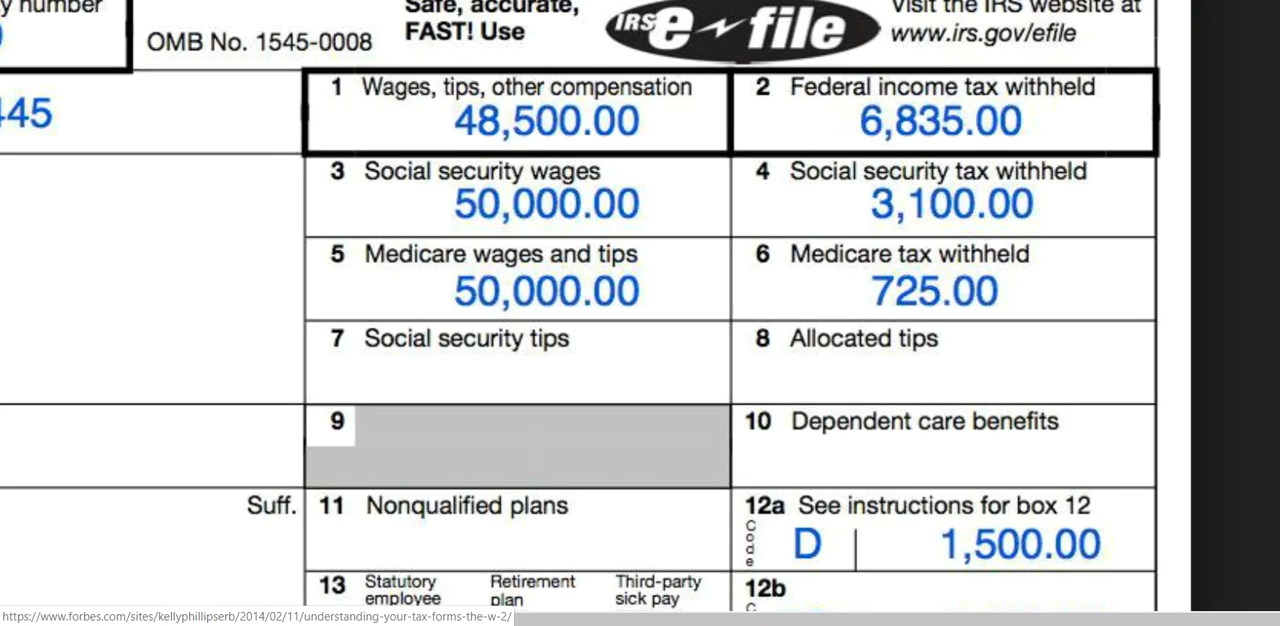 y number
OMB No. 1545-0008
Safe, accurate,
FAST! Use
IRS e file
Visit the IRS website at
www.irs.gov/efile
445
1 Wages, tips, other compensation
48,500.00
2 Federal income tax withheld
6,835.00
3 Social security wages
50,000.00
4 Social security tax withheld
3,100.00
5 Medicare wages and tips
50,000.00
6 Medicare tax withheld
725.00
7 Social security tips
8 Allocated tips
9
10 Dependent care benefits
Suff.
11 Nonqualified plans
12a See instructions for box 12
Code
D 1,500.00
13 Statutory employee
Retirement plan
Third-party sick pay
12b
C
https://www.forbes.com/sites/kellyphillipserb/2014/02/11/understanding-your-tax-forms-the-w-2/